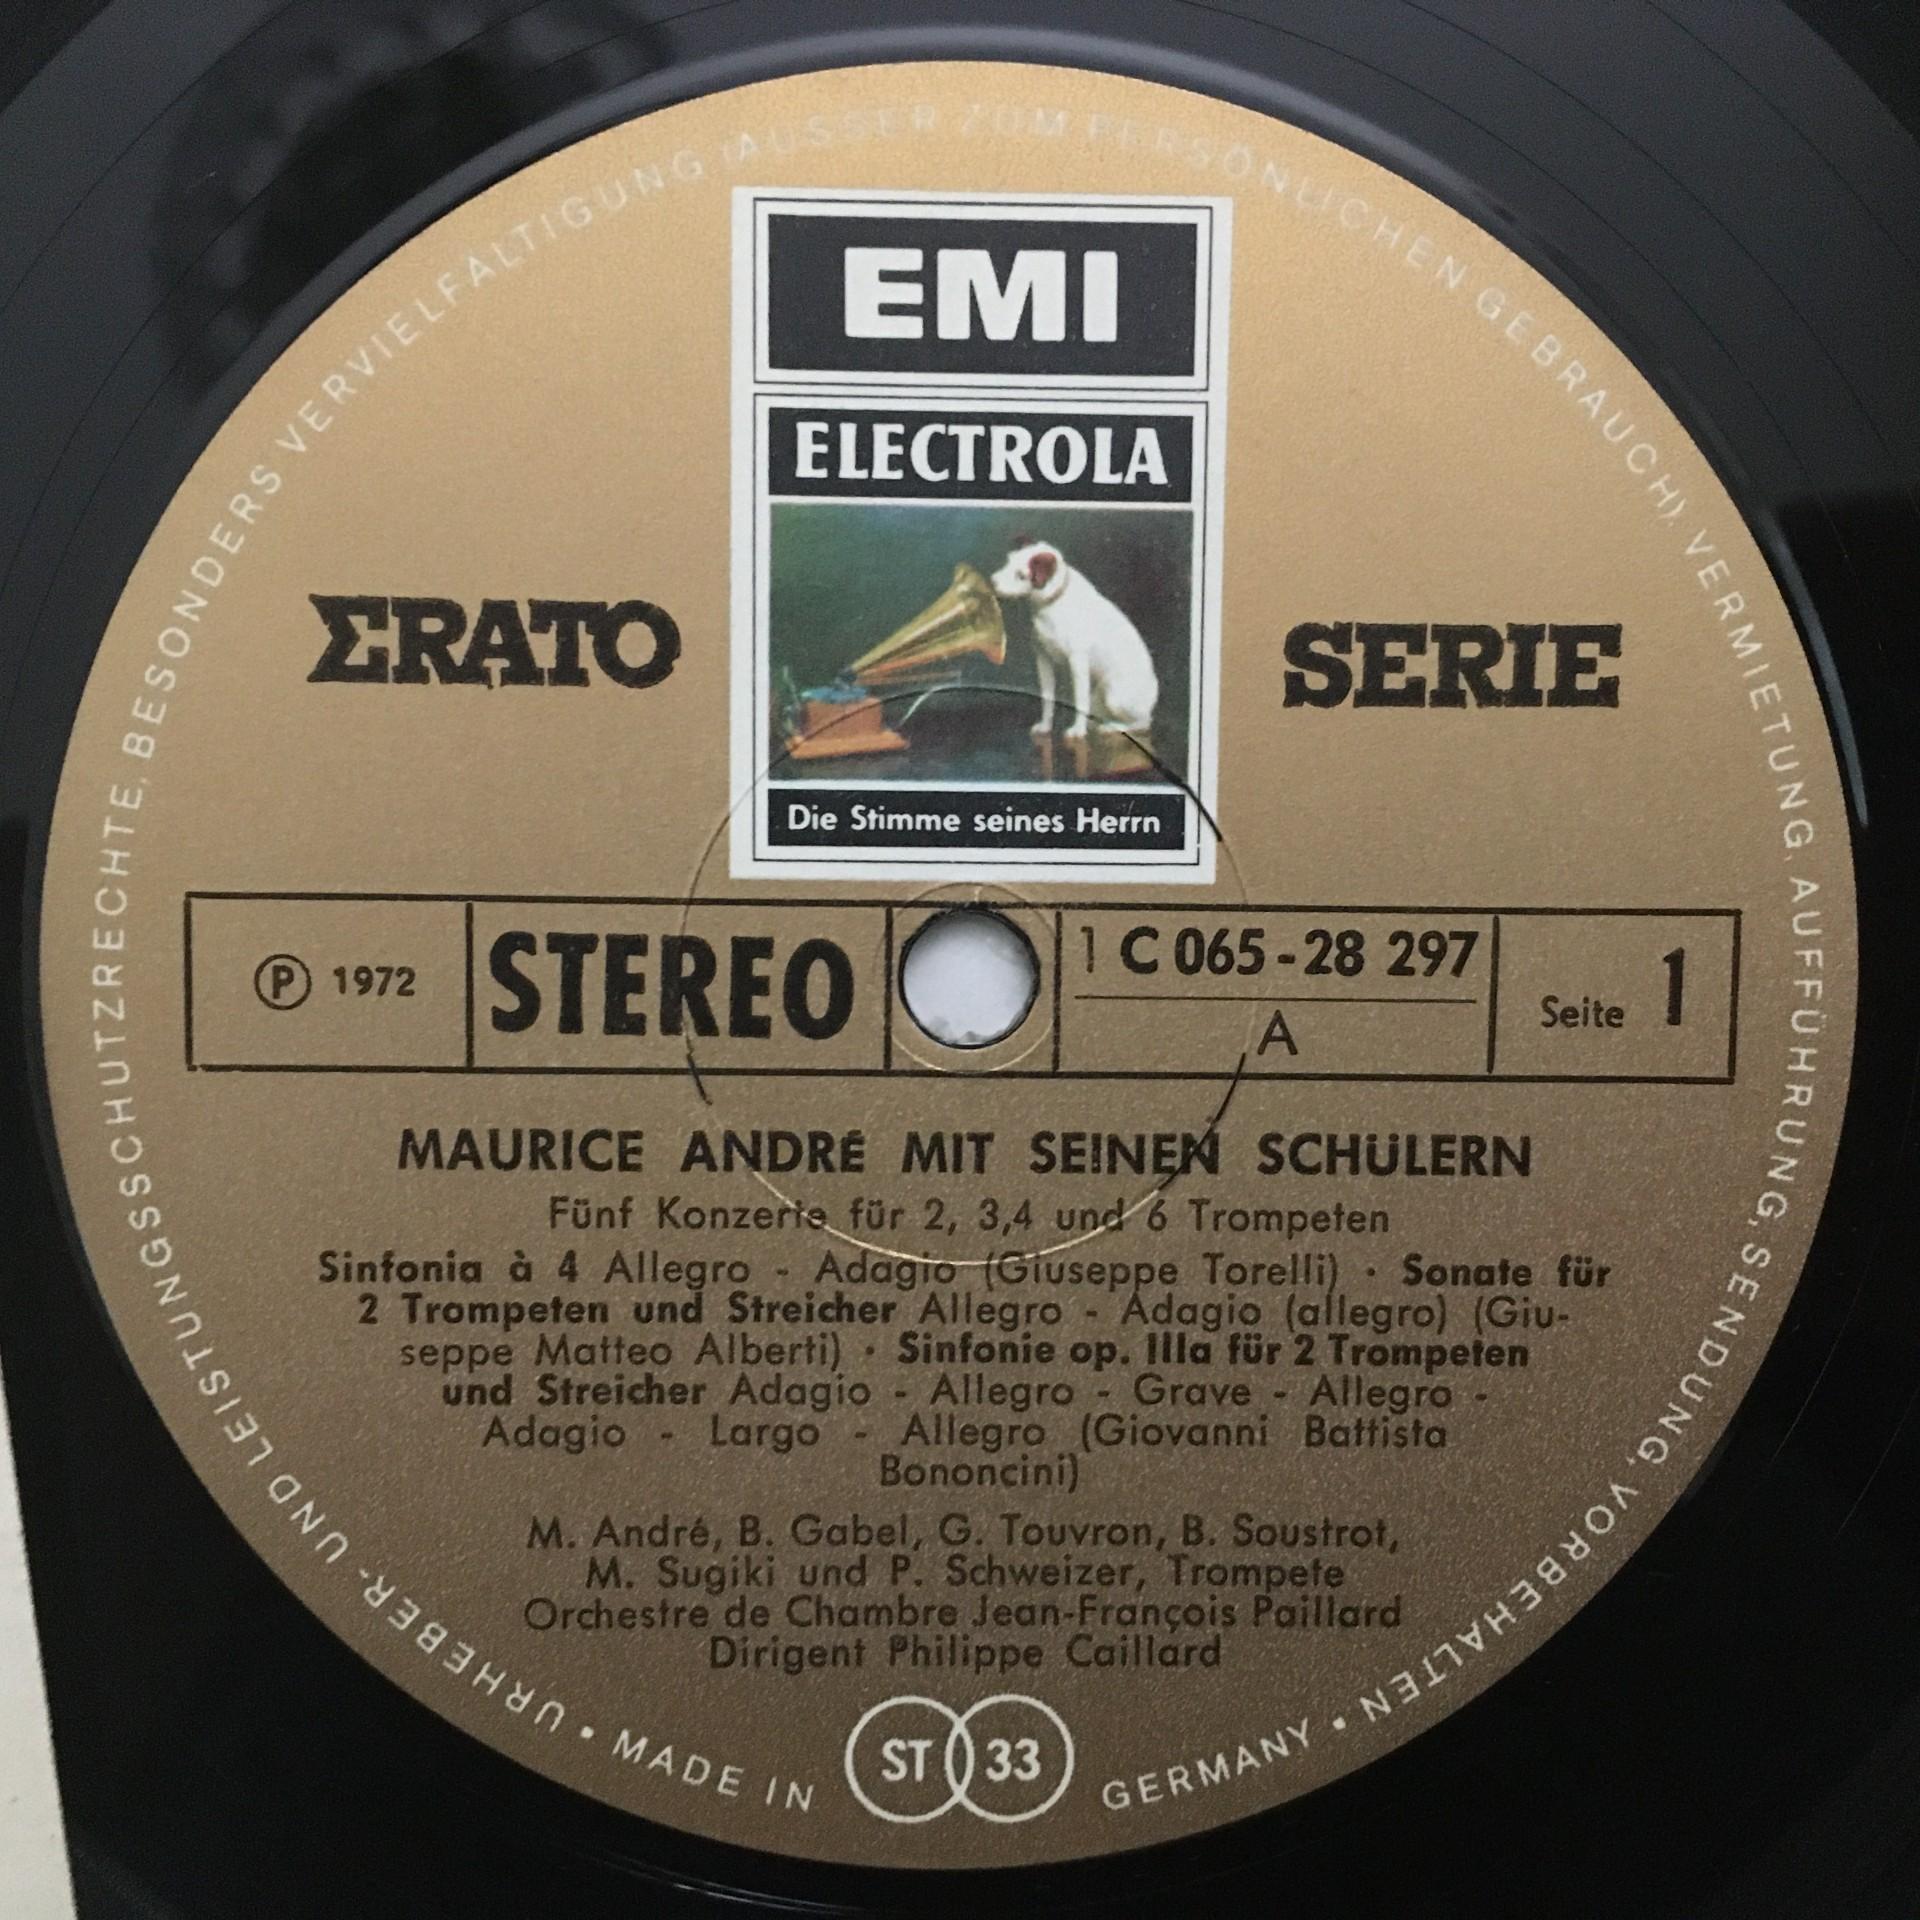 EMI
ELECTROLA
ΣRATO
SERIE
Die Stimme seines Herrn
Ⓟ 1972
STEREO
1 C 065-28 297
A
Seite 1
MAURICE ANDRÉ MIT SEINEN SCHÜLERN
Fünf Konzerte für 2, 3,4 und 6 Trompeten
Sinfonia à 4 Allegro - Adagio (Giuseppe Torelli) · Sonate für
2 Trompeten und Streicher Allegro - Adagio (allegro) (Giu-
seppe Matteo Alberti) · Sinfonie op. IIIa für 2 Trompeten
und Streicher Adagio - Allegro - Grave - Allegro -
Adagio - Largo - Allegro (Giovanni Battista
Bononcini)
M. André, B. Gabel, G. Touvron, B. Soustrot,
M. Sugiki und P. Schweizer, Trompete
Orchestre de Chambre Jean-François Paillard
Dirigent Philippe Caillard
ST 33
URHEBER- UND LEISTUNGSSCHUTZRECHTE, BESONDERS VERVIELFÄLTIGUNG (AUSSER ZUM PERSÖNLICHEN GEBRAUCH), VERMIETUNG, AUFFÜHRUNG, SENDUNG, VORBEHALTEN • MADE IN GERMANY •